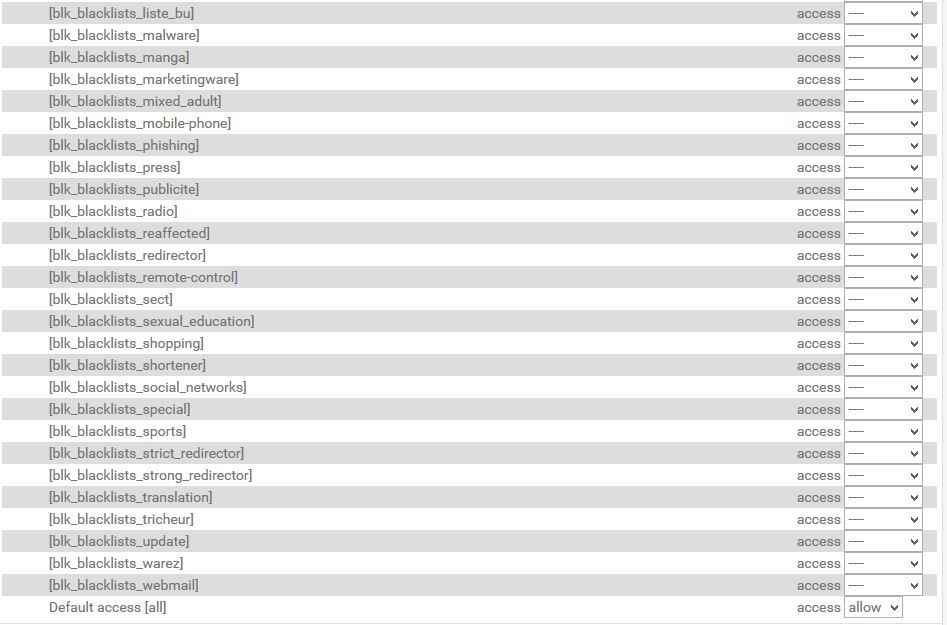 [blk_blacklists_liste_bu] access ----
[blk_blacklists_malware] access ----
[blk_blacklists_manga] access ----
[blk_blacklists_marketingware] access ----
[blk_blacklists_mixed_adult] access ----
[blk_blacklists_mobile-phone] access ----
[blk_blacklists_phishing] access ----
[blk_blacklists_press] access ----
[blk_blacklists_publicite] access ----
[blk_blacklists_radio] access ----
[blk_blacklists_reaffected] access ----
[blk_blacklists_redirector] access ----
[blk_blacklists_remote-control] access ----
[blk_blacklists_sect] access ----
[blk_blacklists_sexual_education] access ----
[blk_blacklists_shopping] access ----
[blk_blacklists_shortener] access ----
[blk_blacklists_social_networks] access ----
[blk_blacklists_special] access ----
[blk_blacklists_sports] access ----
[blk_blacklists_strict_redirector] access ----
[blk_blacklists_strong_redirector] access ----
[blk_blacklists_translation] access ----
[blk_blacklists_tricheur] access ----
[blk_blacklists_update] access ----
[blk_blacklists_warez] access ----
[blk_blacklists_webmail] access ----
Default access [all] access allow